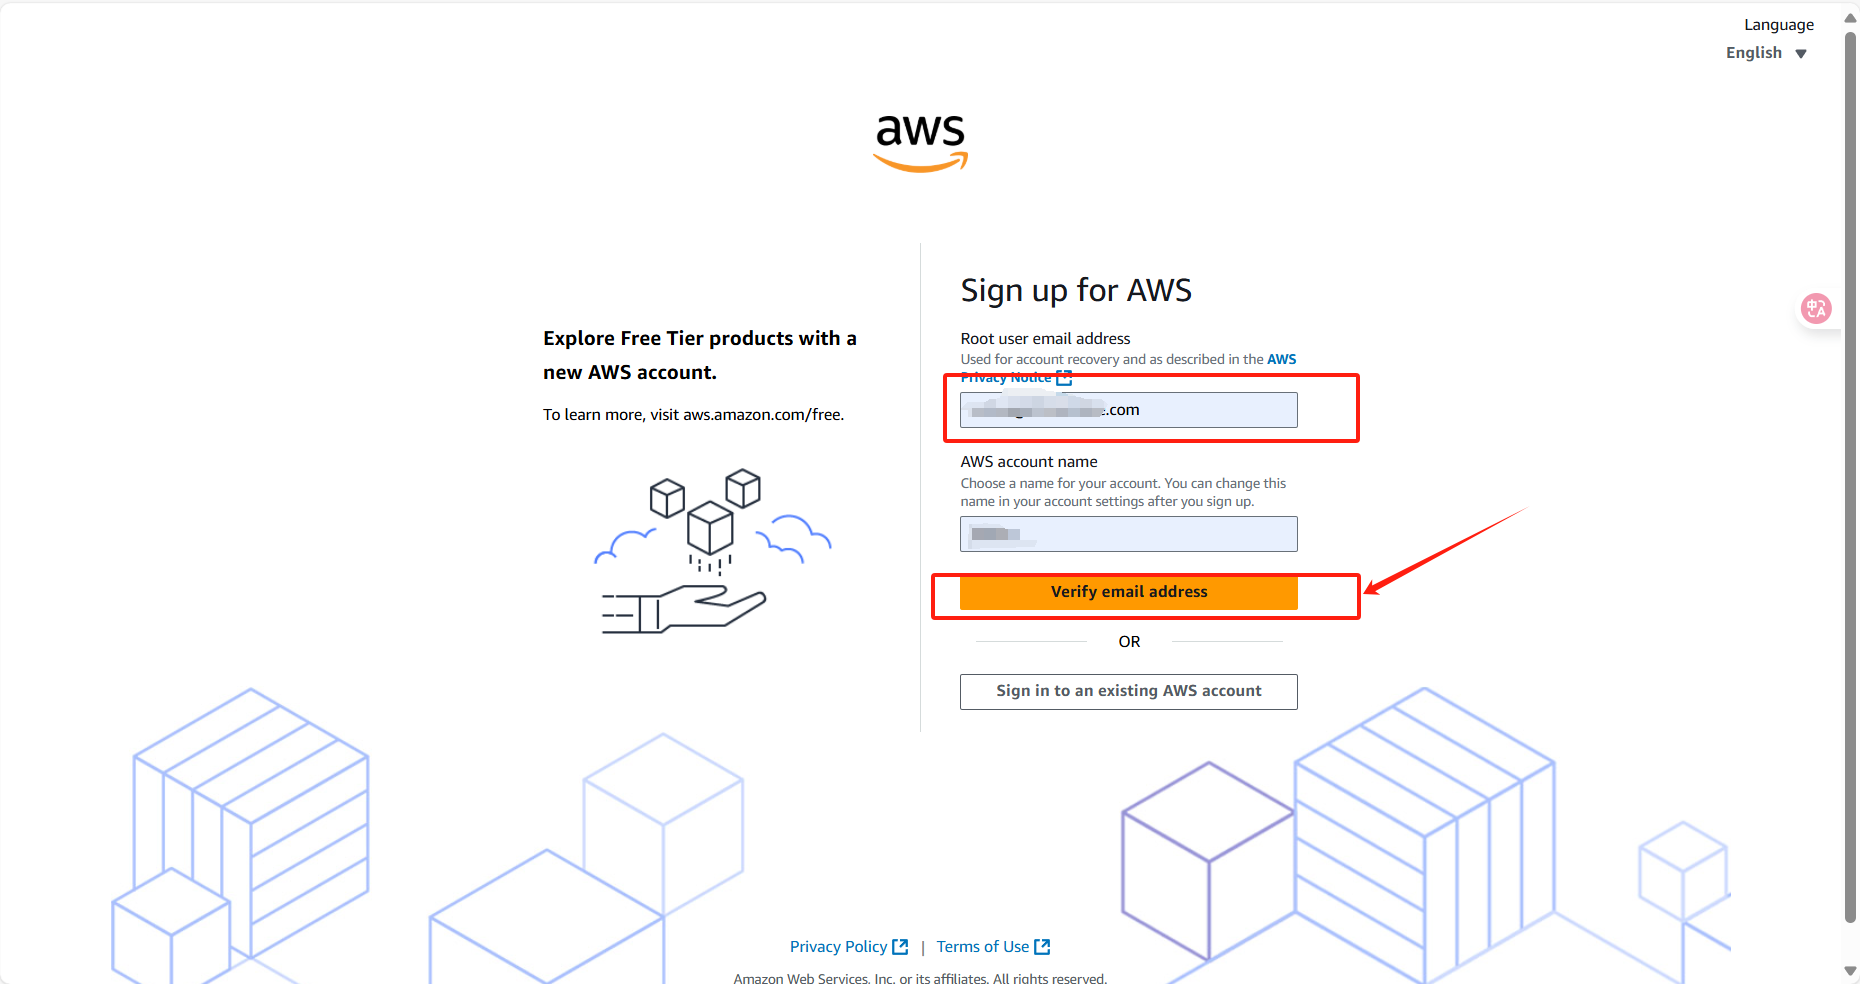 Language
English
aws
Explore Free Tier products with a
new AWS account.
To learn more, visit aws.amazon.com/free.
Sign up for AWS
Root user email address
Used for account recovery and as described in the AWS
Privacy Notice
.com
AWS account name
Choose a name for your account. You can change this
name in your account settings after you sign up.
Verify email address
OR
Sign in to an existing AWS account
Privacy Policy | Terms of Use
Amazon Web Services, Inc. or its affiliates. All rights reserved.
中A